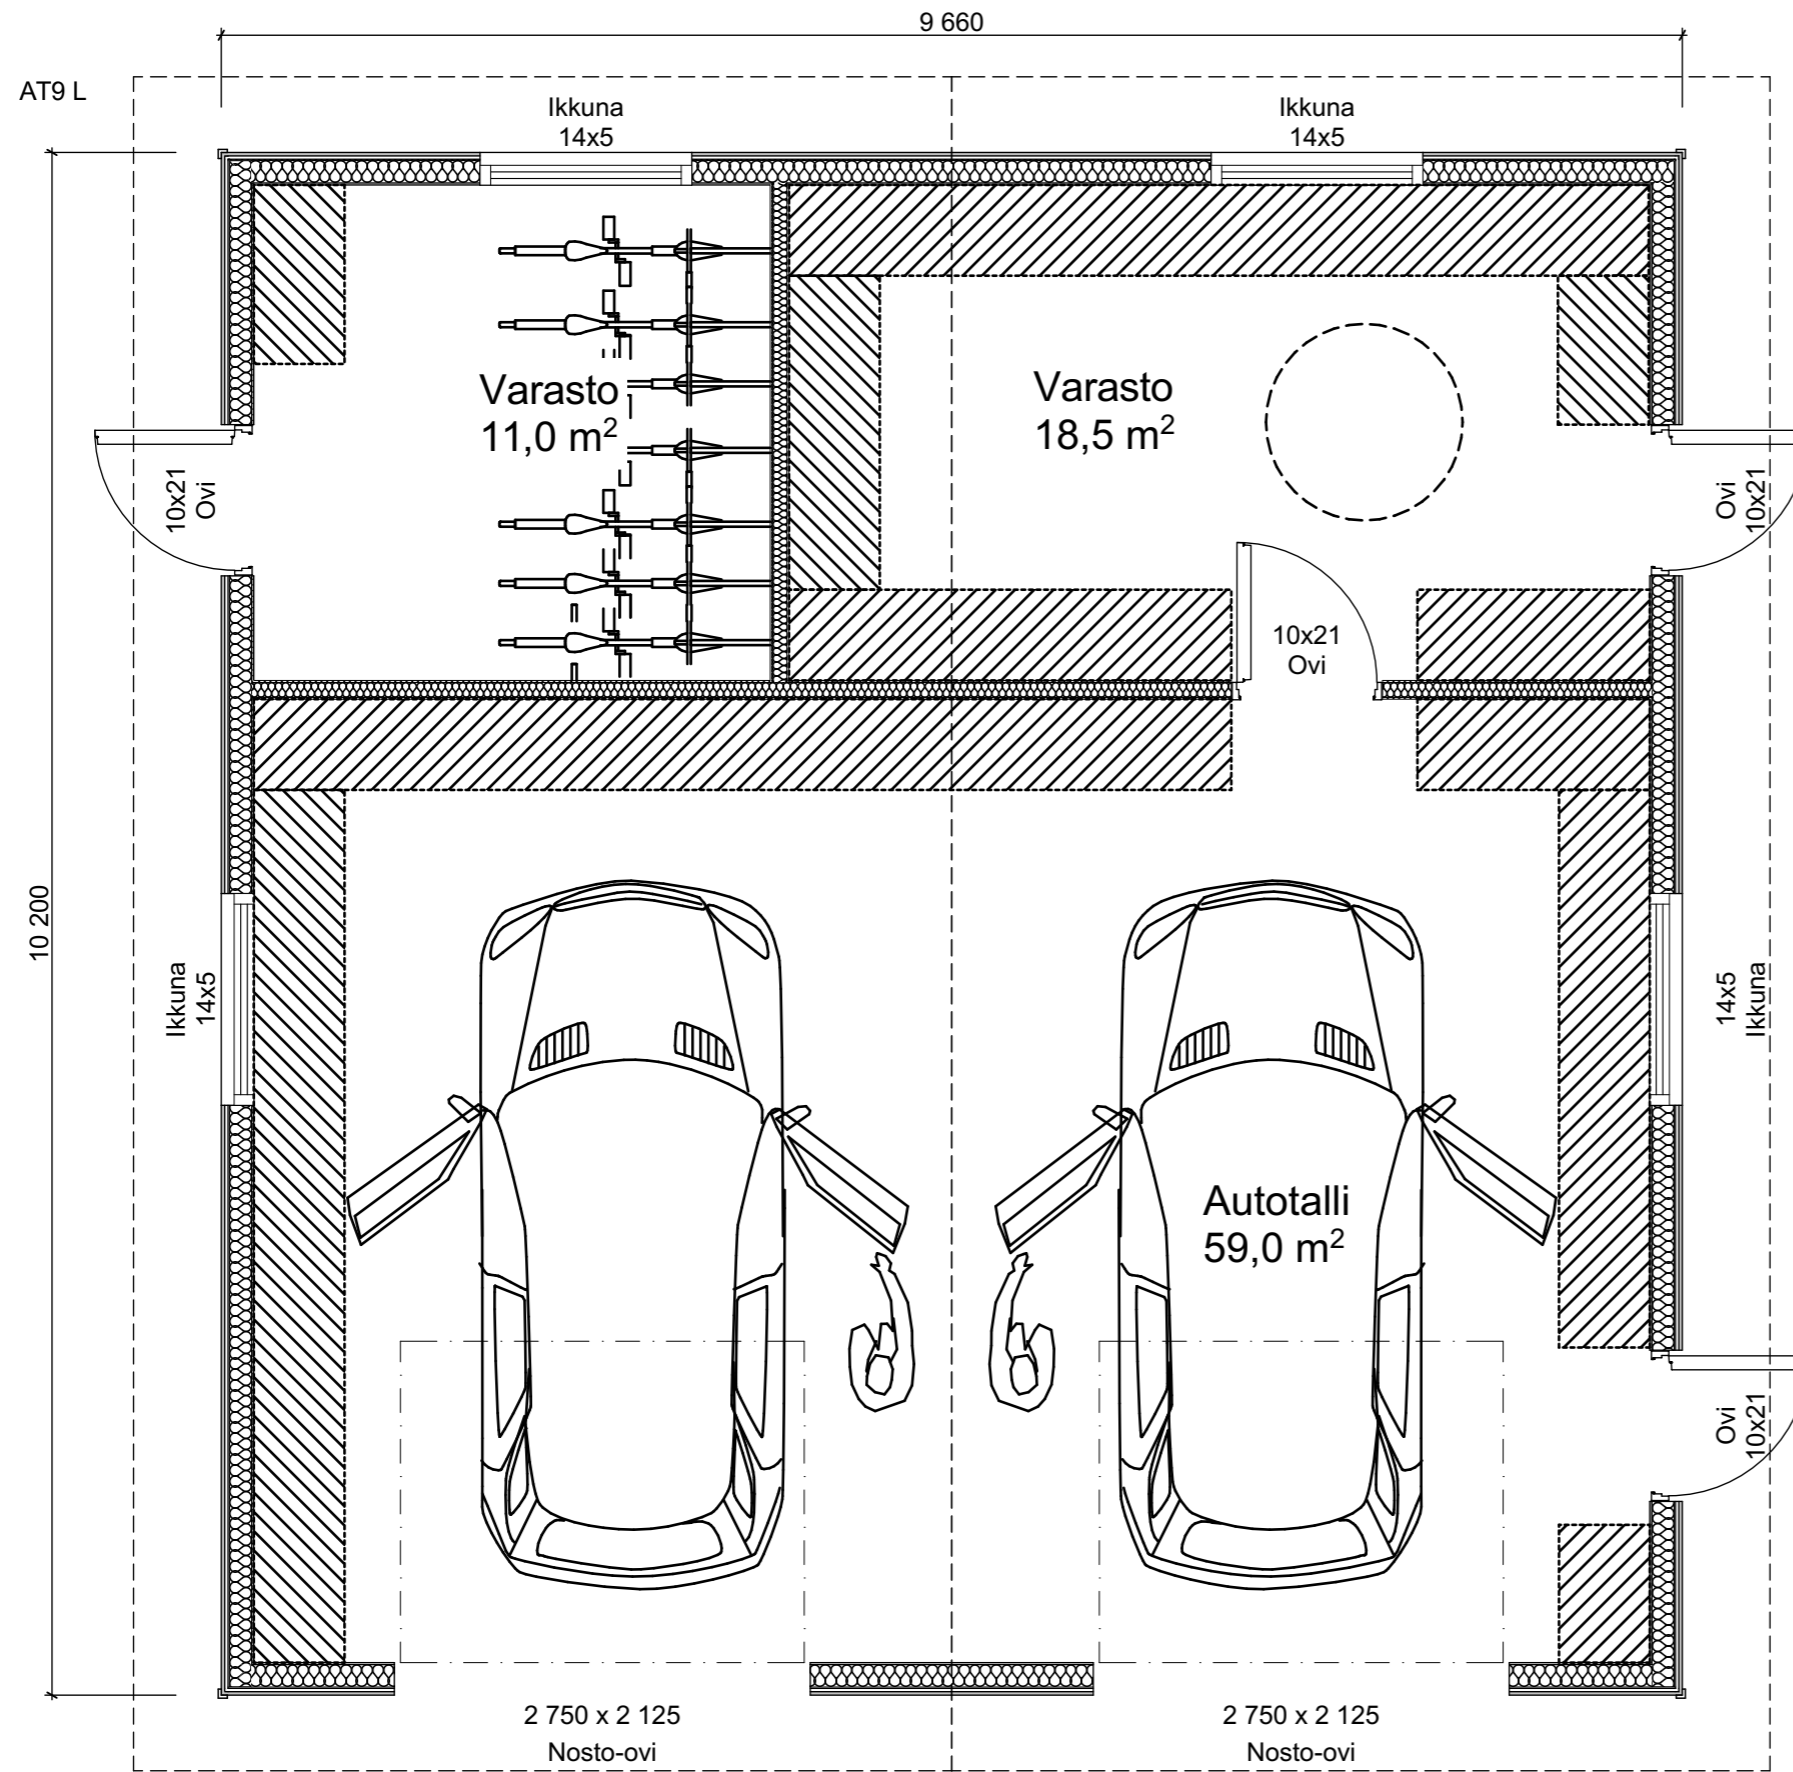 9 660
AT9 L
Ikkuna
14x5
Ikkuna
14x5
Varasto
11,0 m²
Varasto
18,5 m²
10x21
Ovi
Ovi
10x21
10x21
Ovi
10 200
Ikkuna
14x5
14x5
Ikkuna
Autotalli
59,0 m²
Ovi
10x21
2 750 x 2 125
Nosto-ovi
2 750 x 2 125
Nosto-ovi